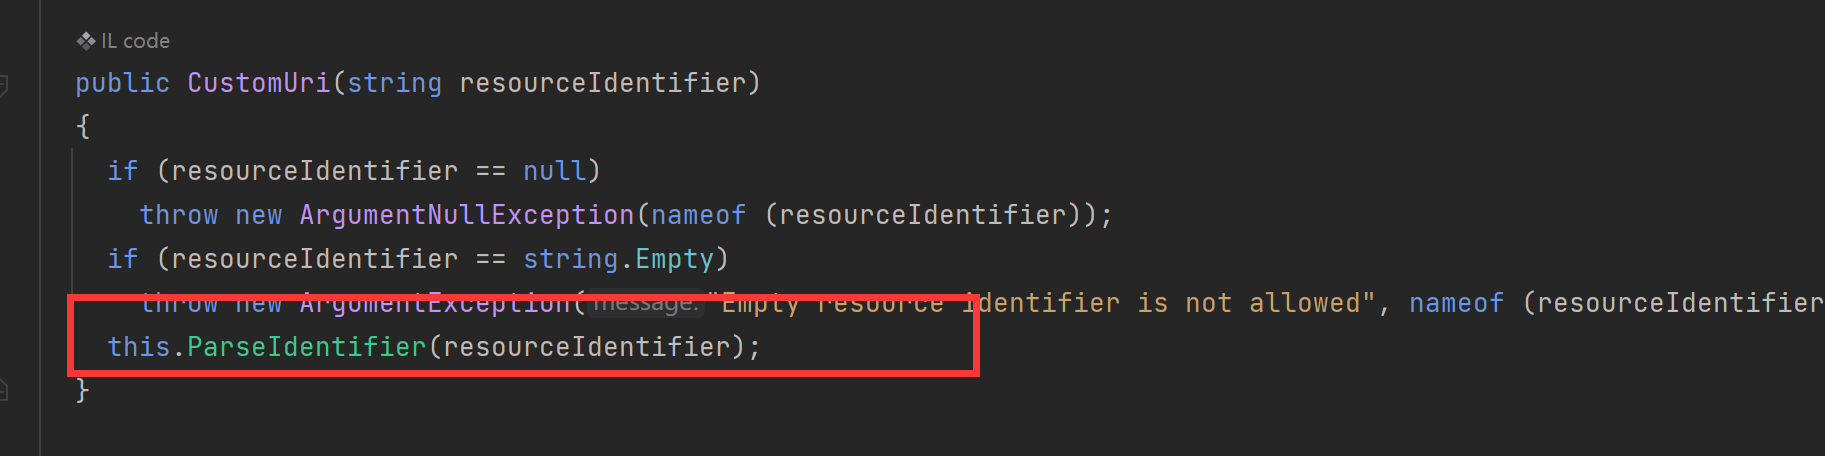 IL code
public CustomUri(string resourceIdentifier)
{
if (resourceIdentifier == null)
throw new ArgumentNullException(nameof (resourceIdentifier));
if (resourceIdentifier == string.Empty)
throw new ArgumentException(message: "Empty resource identifier is not allowed", nameof (resourceIdentifier
this.ParseIdentifier(resourceIdentifier);
}